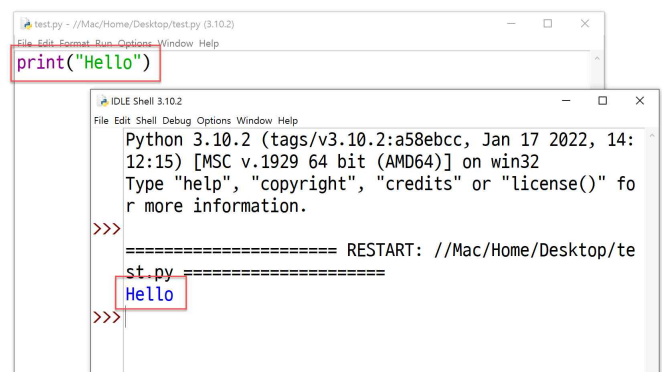 test.py - //Mac/Home/Desktop/test.py (3.10.2)
File Edit Format Run Options Window Help
print("Hello")
IDLE Shell 3.10.2
File Edit Shell Debug Options Window Help
Python 3.10.2 (tags/v3.10.2:a58ebcc, Jan 17 2022, 14:
12:15) [MSC v.1929 64 bit (AMD64)] on win32
Type "help", "copyright", "credits" or "license()" fo
r more information.
>>>
====================== RESTART: //Mac/Home/Desktop/te
st.py =====================
Hello
>>>